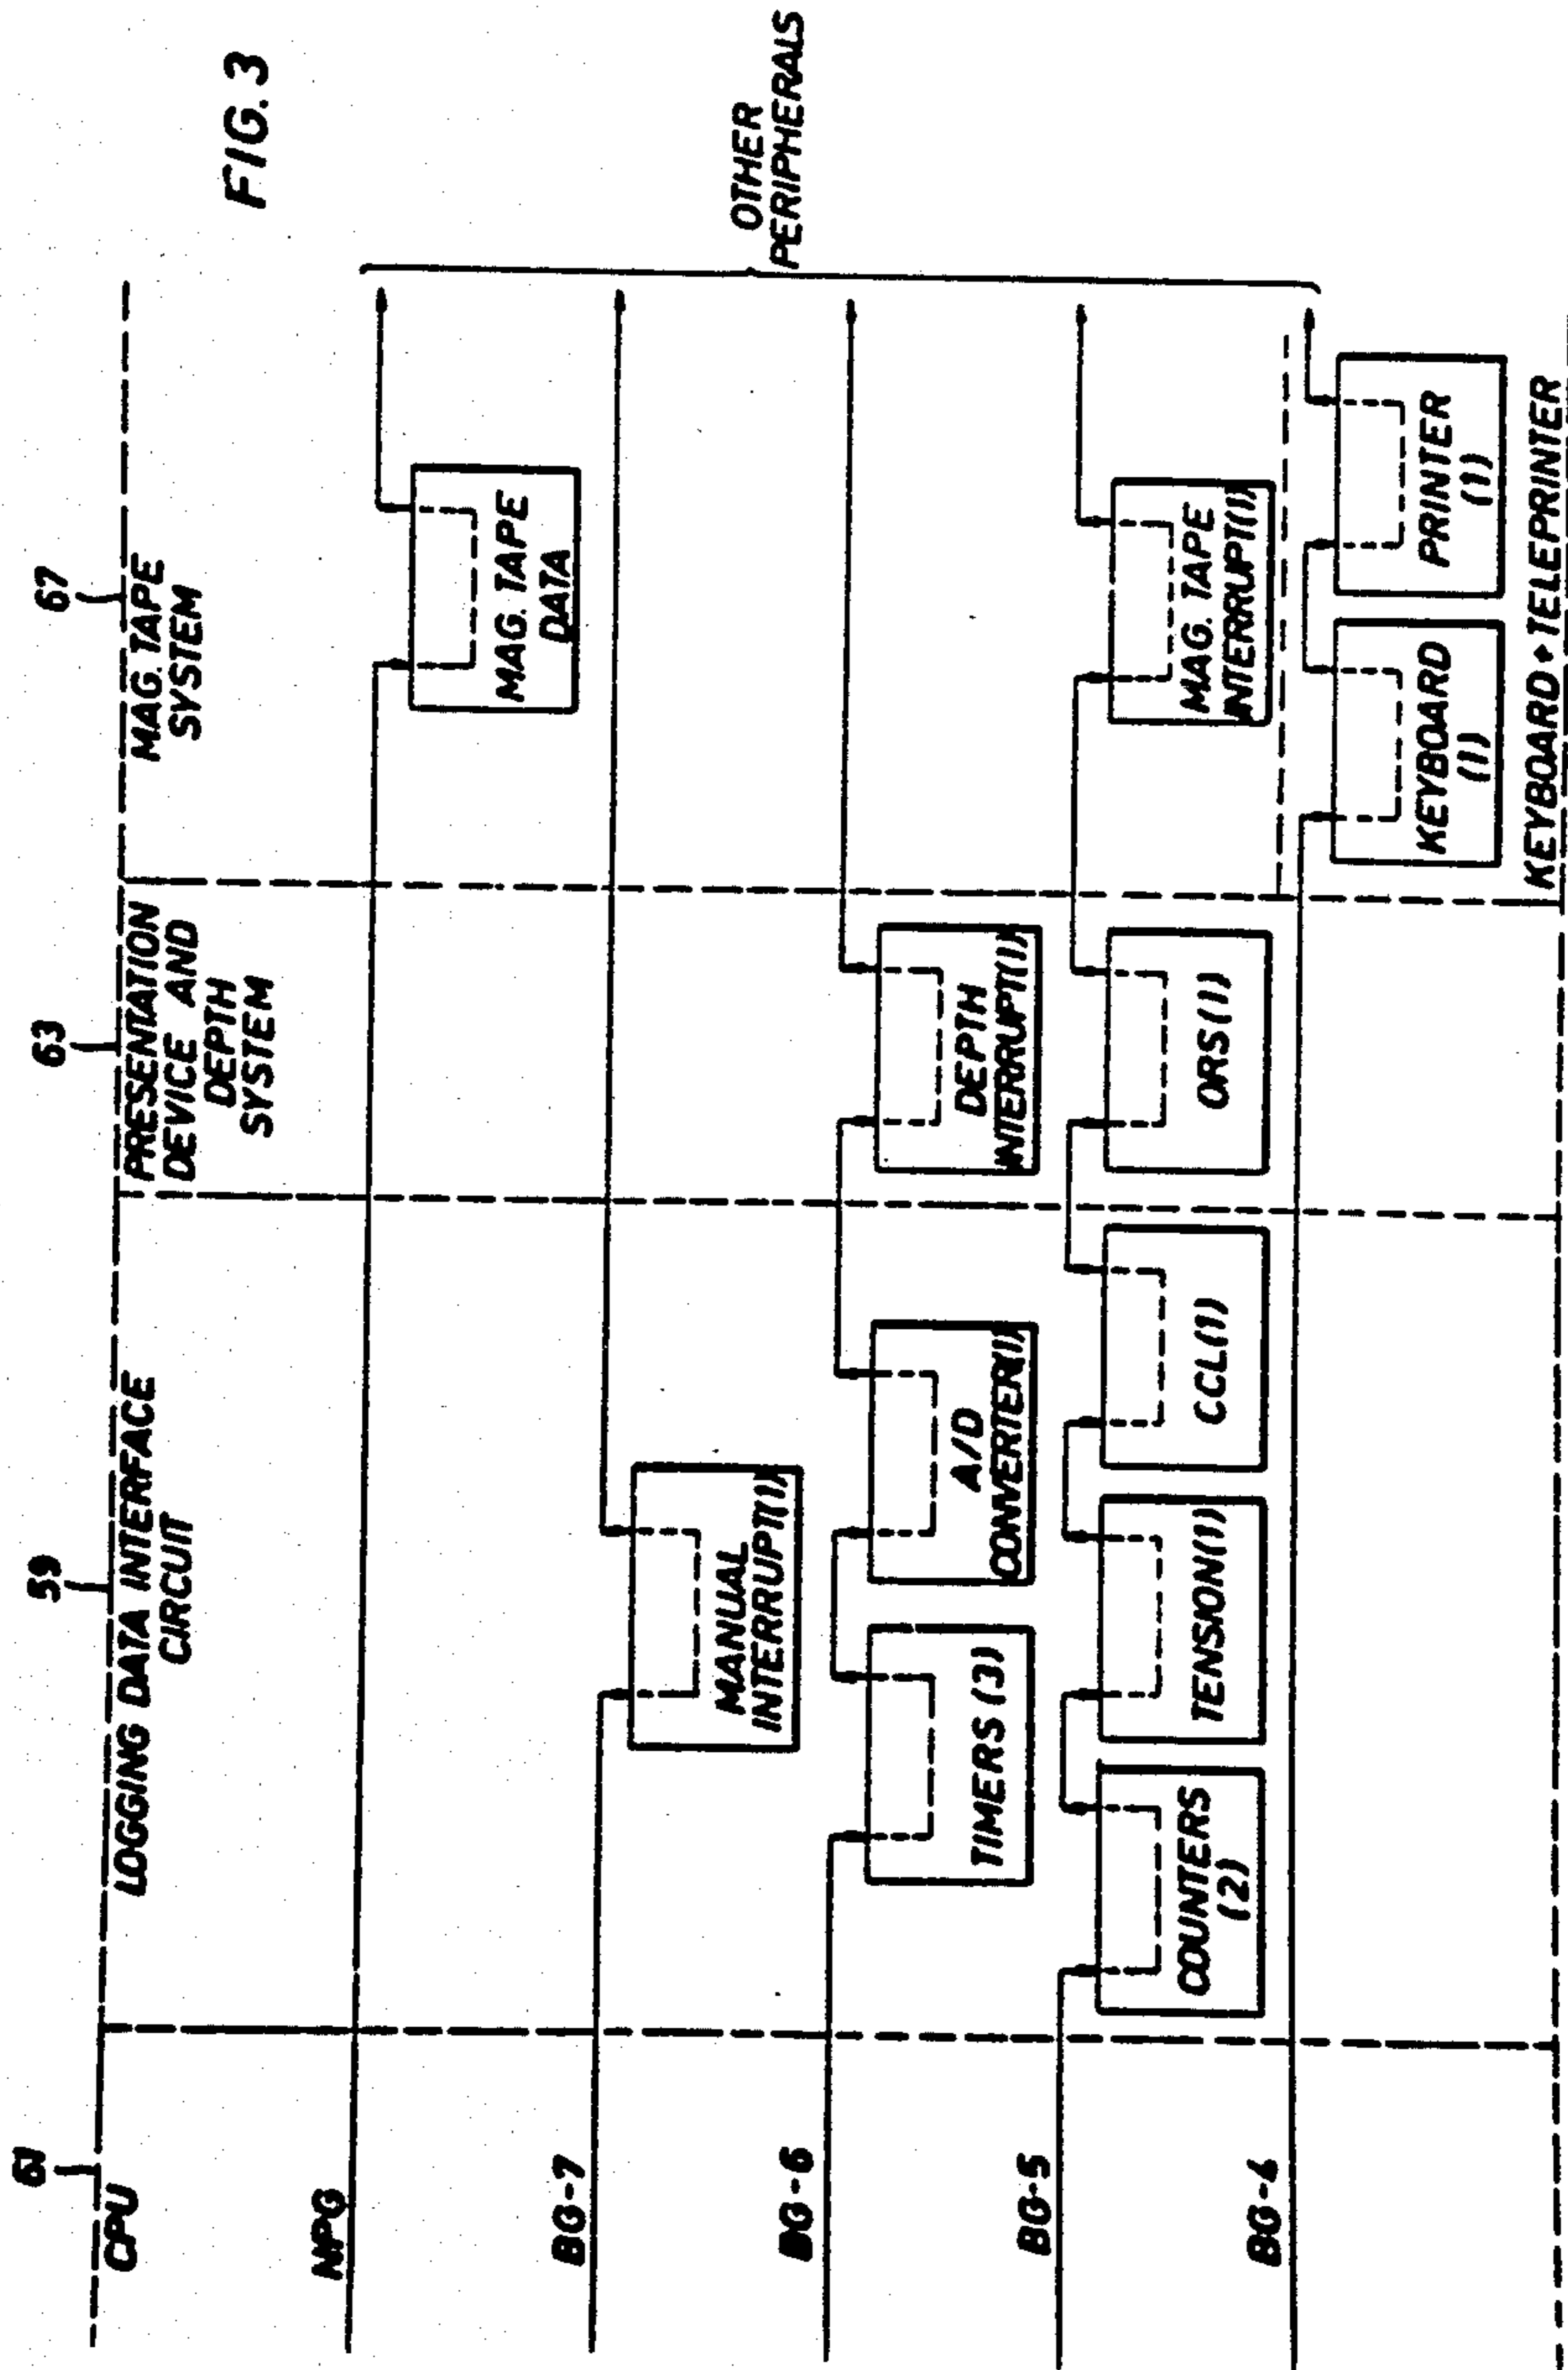 FIG. 3
61
CPU
59
LOGGING DATA INTERFACE
CIRCUIT
63
PRESENTATION
DEVICE AND
DEPTH
SYSTEM
67
MAG. TAPE
SYSTEM
NPG
MAG. TAPE
DATA
BG-7
MANUAL
INTERRUPT(1)
OTHER
PERIPHERALS
BG-6
TIMERS (3)
A/D
CONVERTER(1)
DEPTH
INTERRUPT(1)
BG-5
COUNTERS
(2)
TENSION(1)
CCL(1)
ORS(1)
MAG. TAPE
INTERRUPT(1)
BG-4
KEYBOARD
(1)
PRINTER
(1)
KEYBOARD + TELEPRINTER